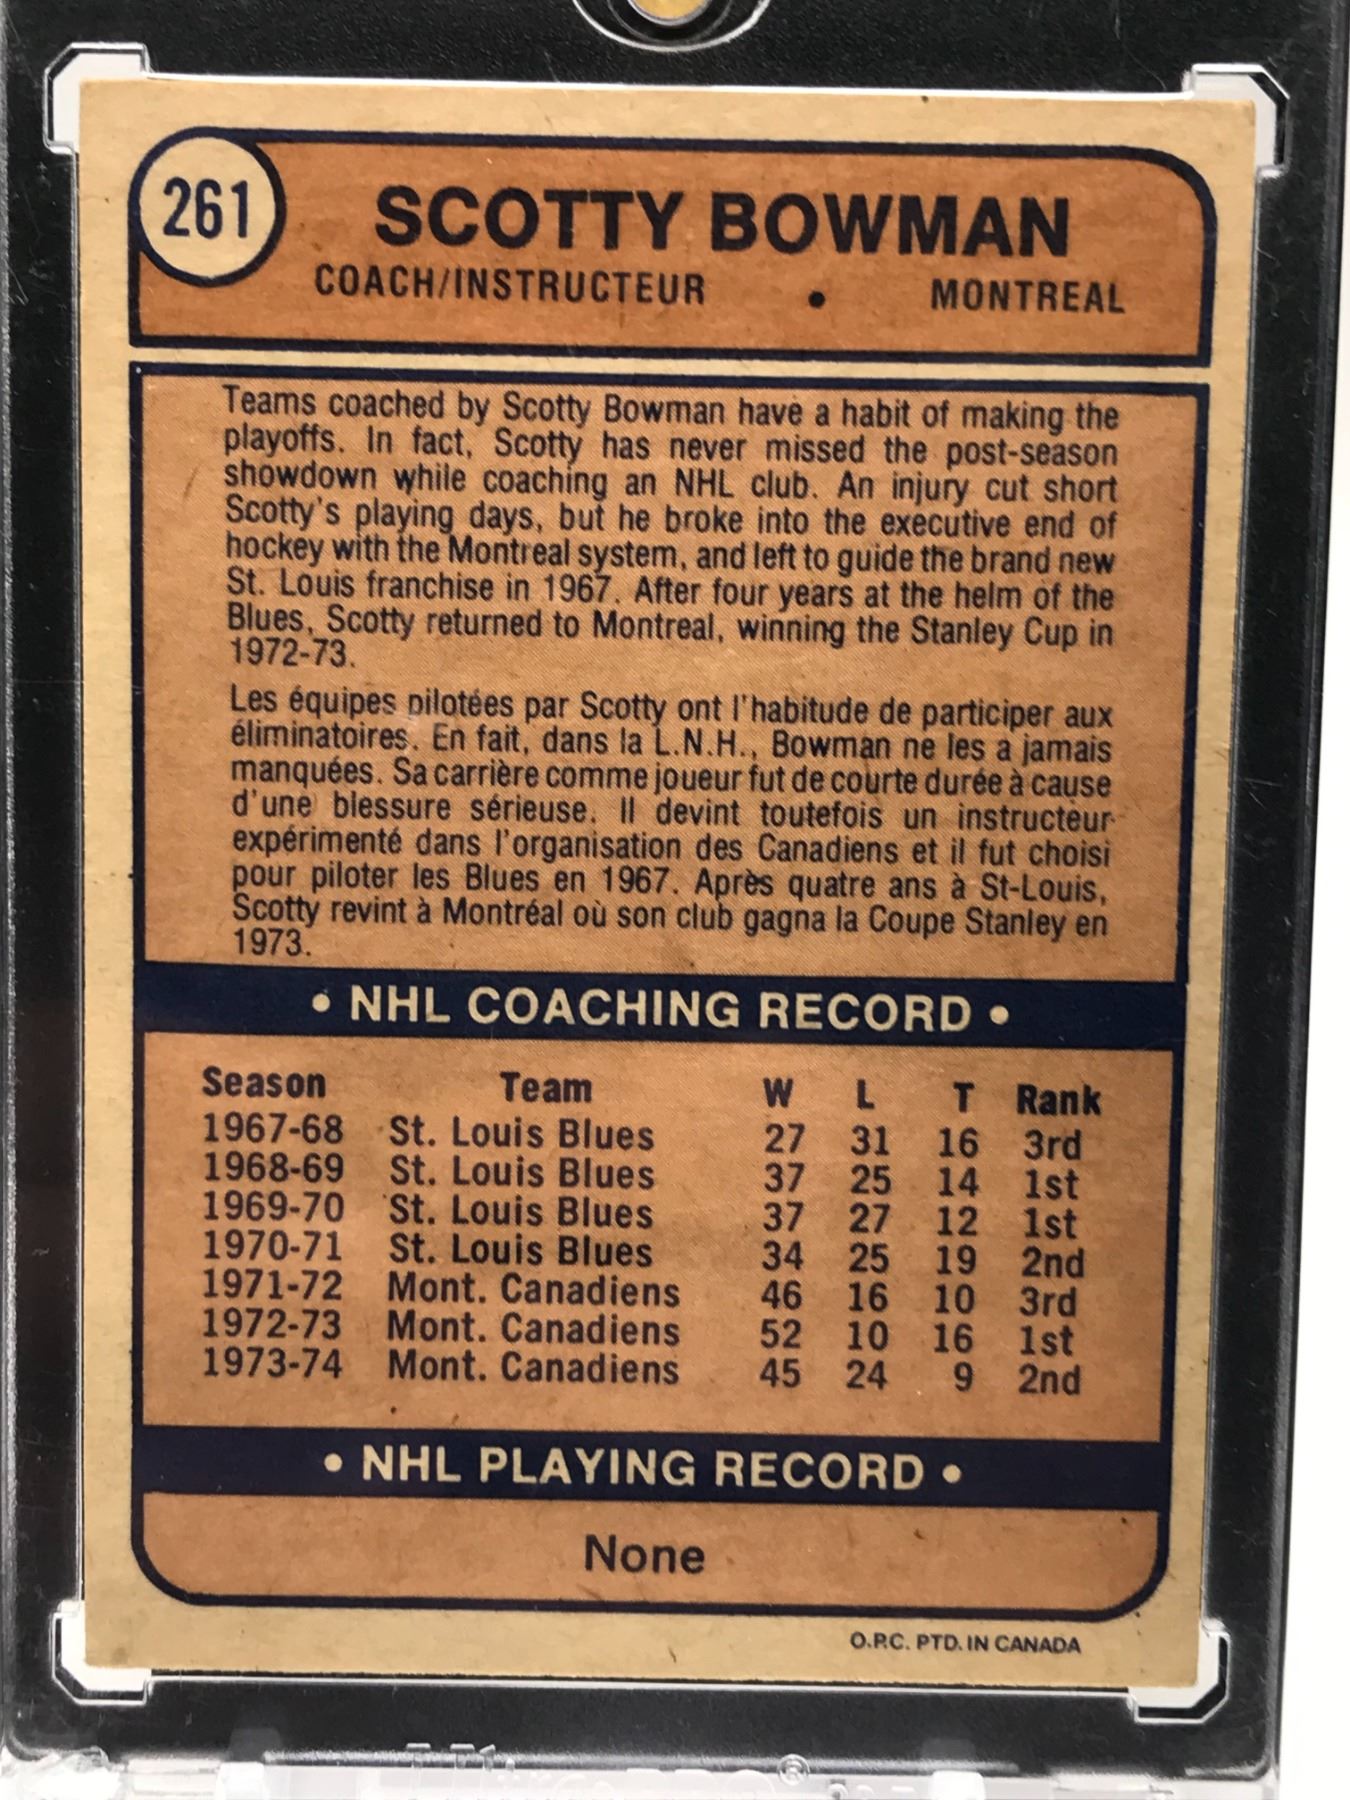 261
SCOTTY BOWMAN
COACH/INSTRUCTEUR • MONTREAL
Teams coached by Scotty Bowman have a habit of making the
playoffs. In fact, Scotty has never missed the post-season
showdown while coaching an NHL club. An injury cut short
Scotty's playing days, but he broke into the executive end of
hockey with the Montreal system, and left to guide the brand new
St. Louis franchise in 1967. After four years at the helm of the
Blues, Scotty returned to Montreal, winning the Stanley Cup in
1972-73.
Les équipes pilotées par Scotty ont l'habitude de participer aux
éliminatoires. En fait, dans la L.N.H., Bowman ne les a jamais
manquées. Sa carrière comme joueur fut de courte durée à cause
d'une blessure sérieuse. Il devint toutefois un instructeur
expérimenté dans l'organisation des Canadiens et il fut choisi
pour piloter les Blues en 1967. Après quatre ans à St-Louis,
Scotty revint à Montréal où son club gagna la Coupe Stanley en
1973.
• NHL COACHING RECORD •
Season Team W L T Rank
1967-68 St. Louis Blues 27 31 16 3rd
1968-69 St. Louis Blues 37 25 14 1st
1969-70 St. Louis Blues 37 27 12 1st
1970-71 St. Louis Blues 34 25 19 2nd
1971-72 Mont. Canadiens 46 16 10 3rd
1972-73 Mont. Canadiens 52 10 16 1st
1973-74 Mont. Canadiens 45 24 9 2nd
• NHL PLAYING RECORD •
None
O.P.C. PTD. IN CANADA